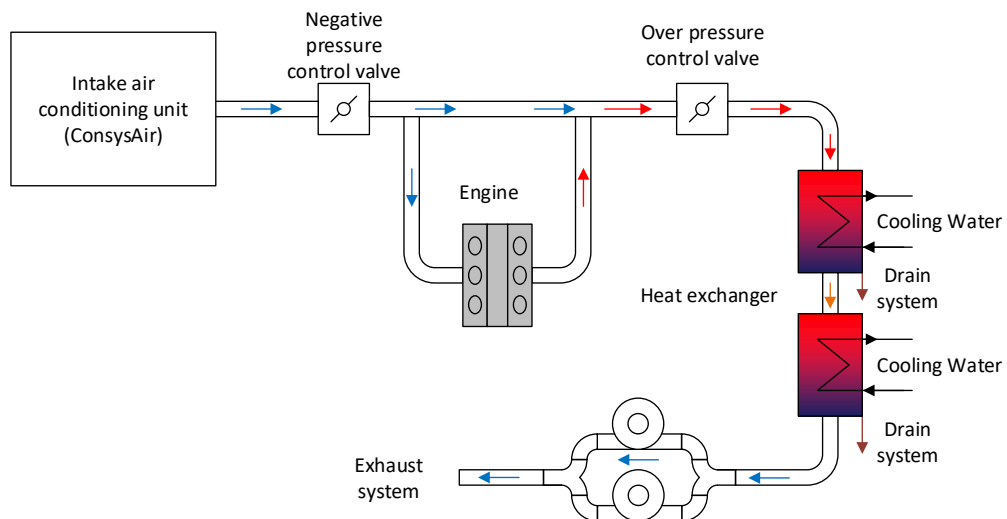 Negative
pressure
control valve
Over pressure
control valve
Intake air
conditioning unit
(ConsysAir)
Engine
Cooling Water
Drain
system
Heat exchanger
Cooling Water
Drain
system
Exhaust
system